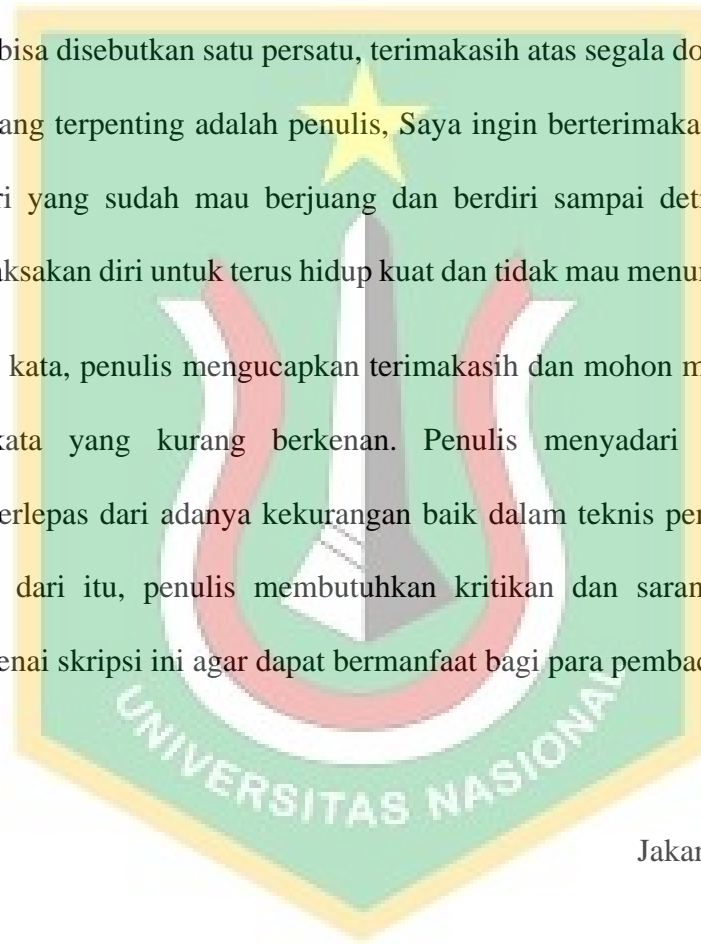 bisa disebutkan satu persatu, terimakasih atas segala do
ang terpenting adalah penulis, Saya ingin berterimaka
ri yang sudah mau berjuang dan berdiri sampai det
aksakan diri untuk terus hidup kuat dan tidak mau menu
kata, penulis mengucapkan terimakasih dan mohon m
ata yang kurang berkenan. Penulis menyadari
erlepas dari adanya kekurangan baik dalam teknis pe
dari itu, penulis membutuhkan kritikan dan saran
enai skripsi ini agar dapat bermanfaat bagi para pembac
UNIVERSITAS NASIONAL
Jakar